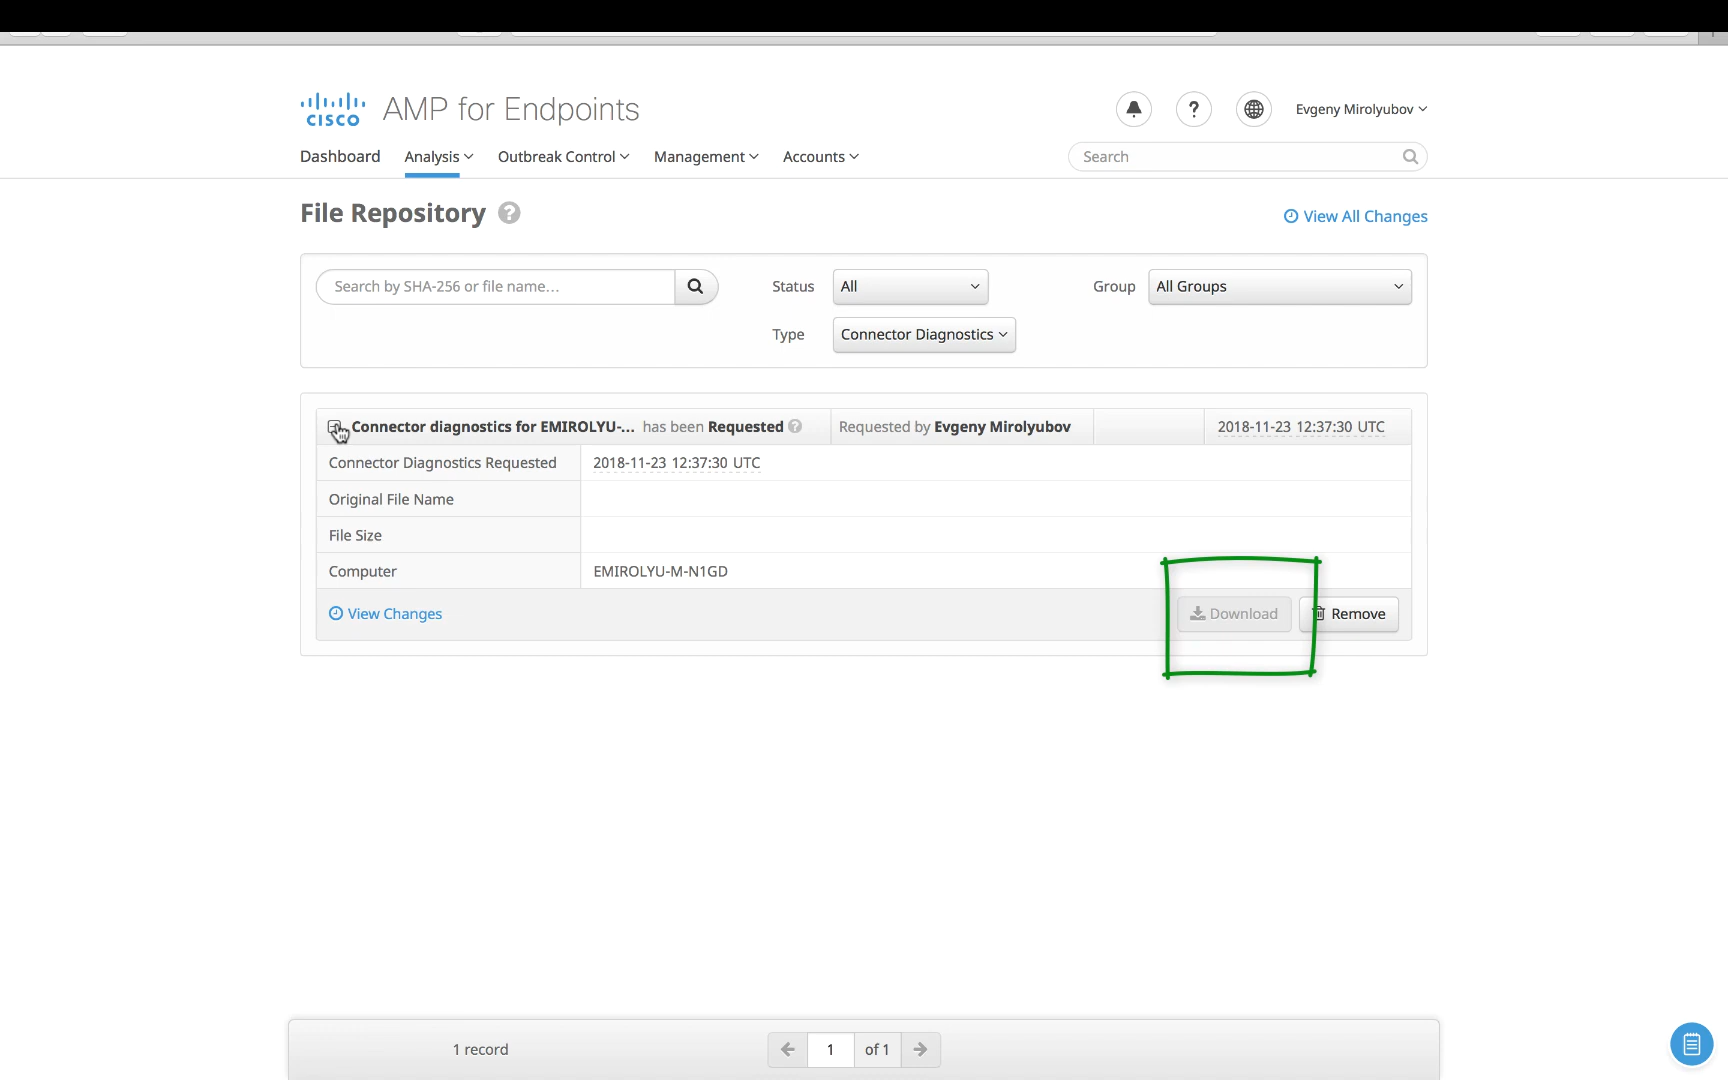 cisco AMP for Endpoints
? Evgeny Mirolyubov
Dashboard Analysis Outbreak Control Management Accounts Search
File Repository ? View All Changes
Search by SHA-256 or file name... Status All Group All Groups
Type Connector Diagnostics
Connector diagnostics for EMIROLYU-... has been Requested ? Requested by Evgeny Mirolyubov 2018-11-23 12:37:30 UTC
Connector Diagnostics Requested 2018-11-23 12:37:30 UTC
Original File Name
File Size
Computer EMIROLYU-M-N1GD
View Changes Download Remove
1 record 1 of 1